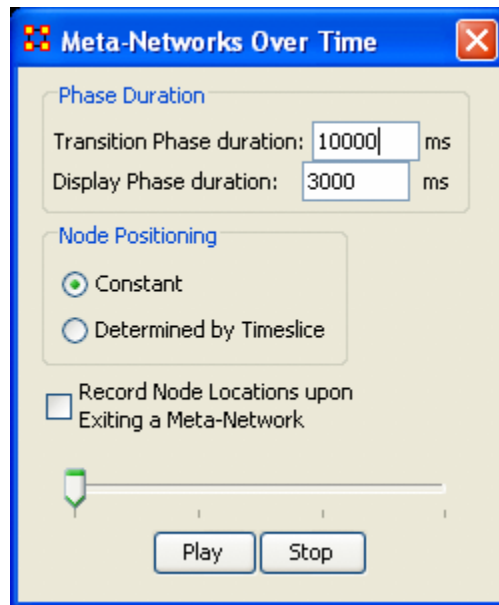 Meta-Networks Over Time
Phase Duration
Transition Phase duration: 10000 ms
Display Phase duration: 3000 ms
Node Positioning
Constant
Determined by Timeslice
Record Node Locations upon
Exiting a Meta-Network
Play Stop